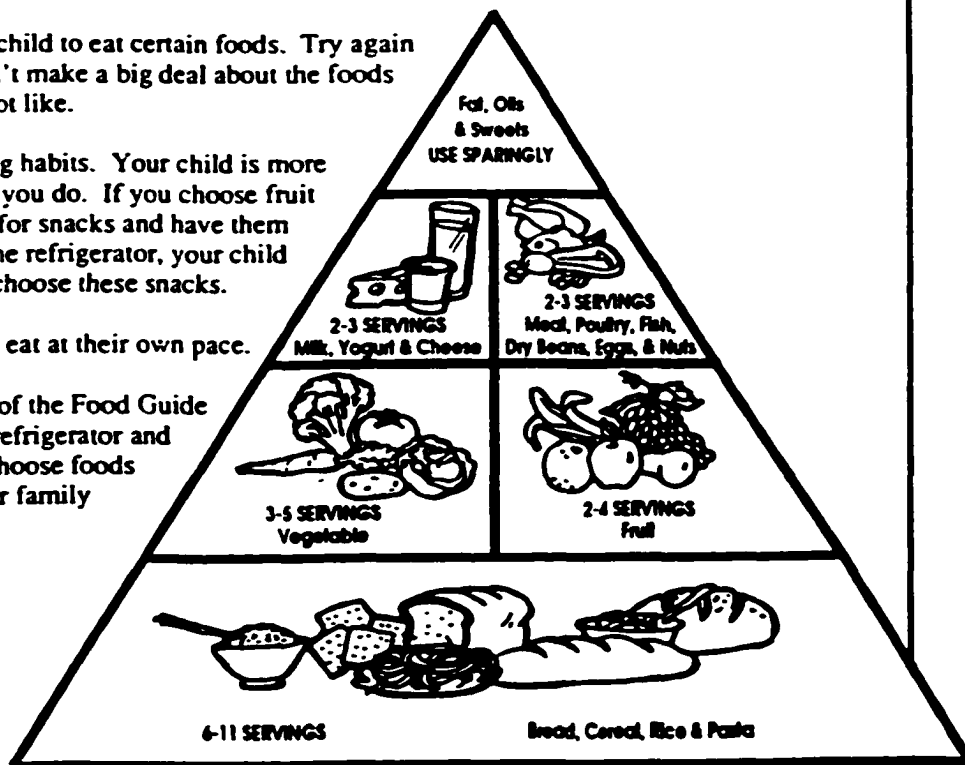 child to eat certain foods. Try again
't make a big deal about the foods
ot like.
g habits. Your child is more
you do. If you choose fruit
for snacks and have them
he refrigerator, your child
choose these snacks.
eat at their own pace.
of the Food Guide
refrigerator and
hoose foods
r family
Fat, Oils
& Sweets
USE SPARINGLY
2-3 SERVINGS
Milk, Yogurt & Cheese
2-3 SERVINGS
Meat, Poultry, Fish,
Dry Beans, Eggs, & Nuts
3-5 SERVINGS
Vegetable
2-4 SERVINGS
Fruit
6-11 SERVINGS
Bread, Cereal, Rice & Pasta